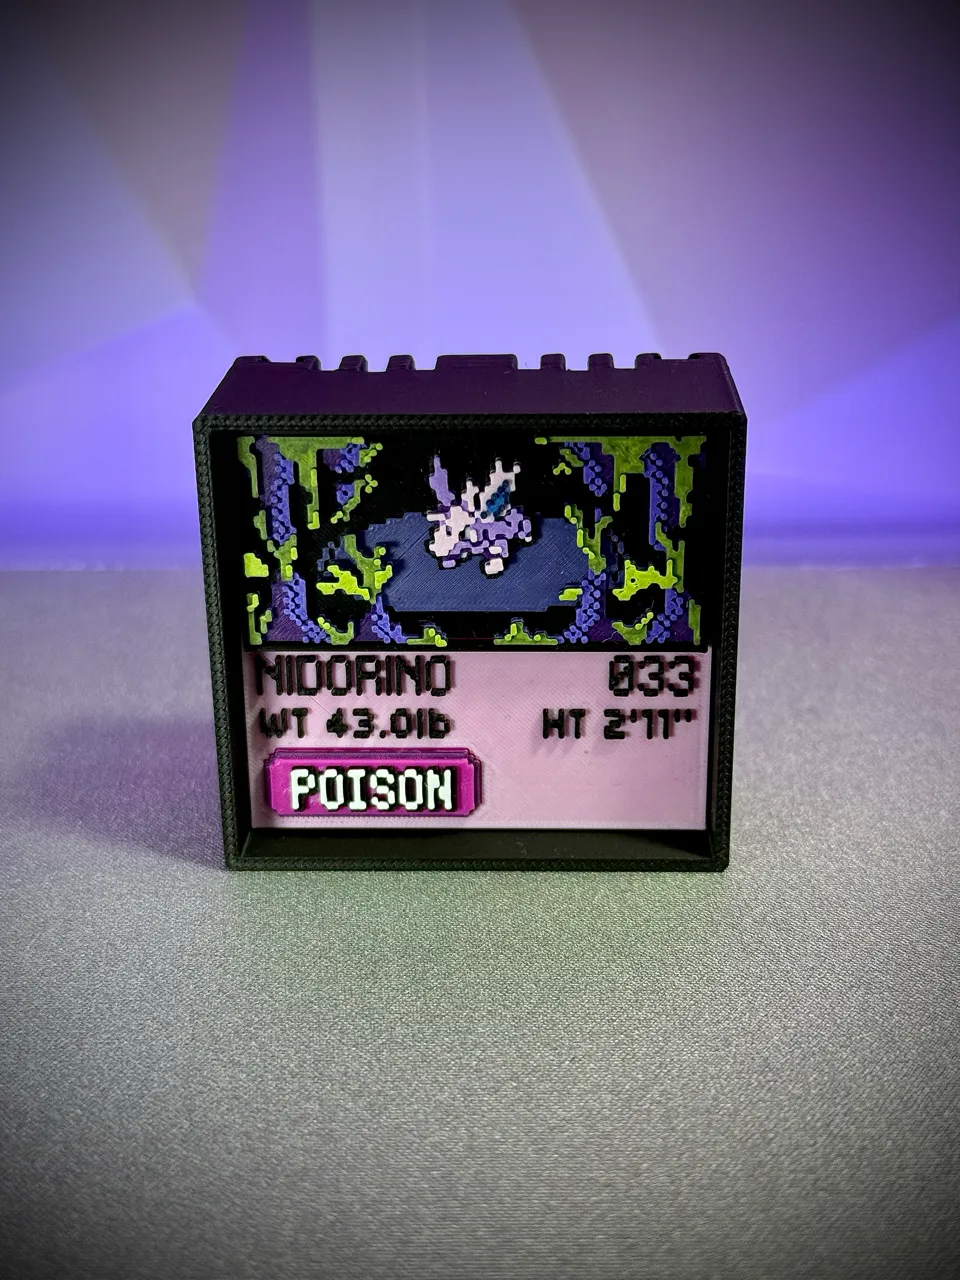 NIDORINO 033
WT 43.0lb HT 2'11"
POISON